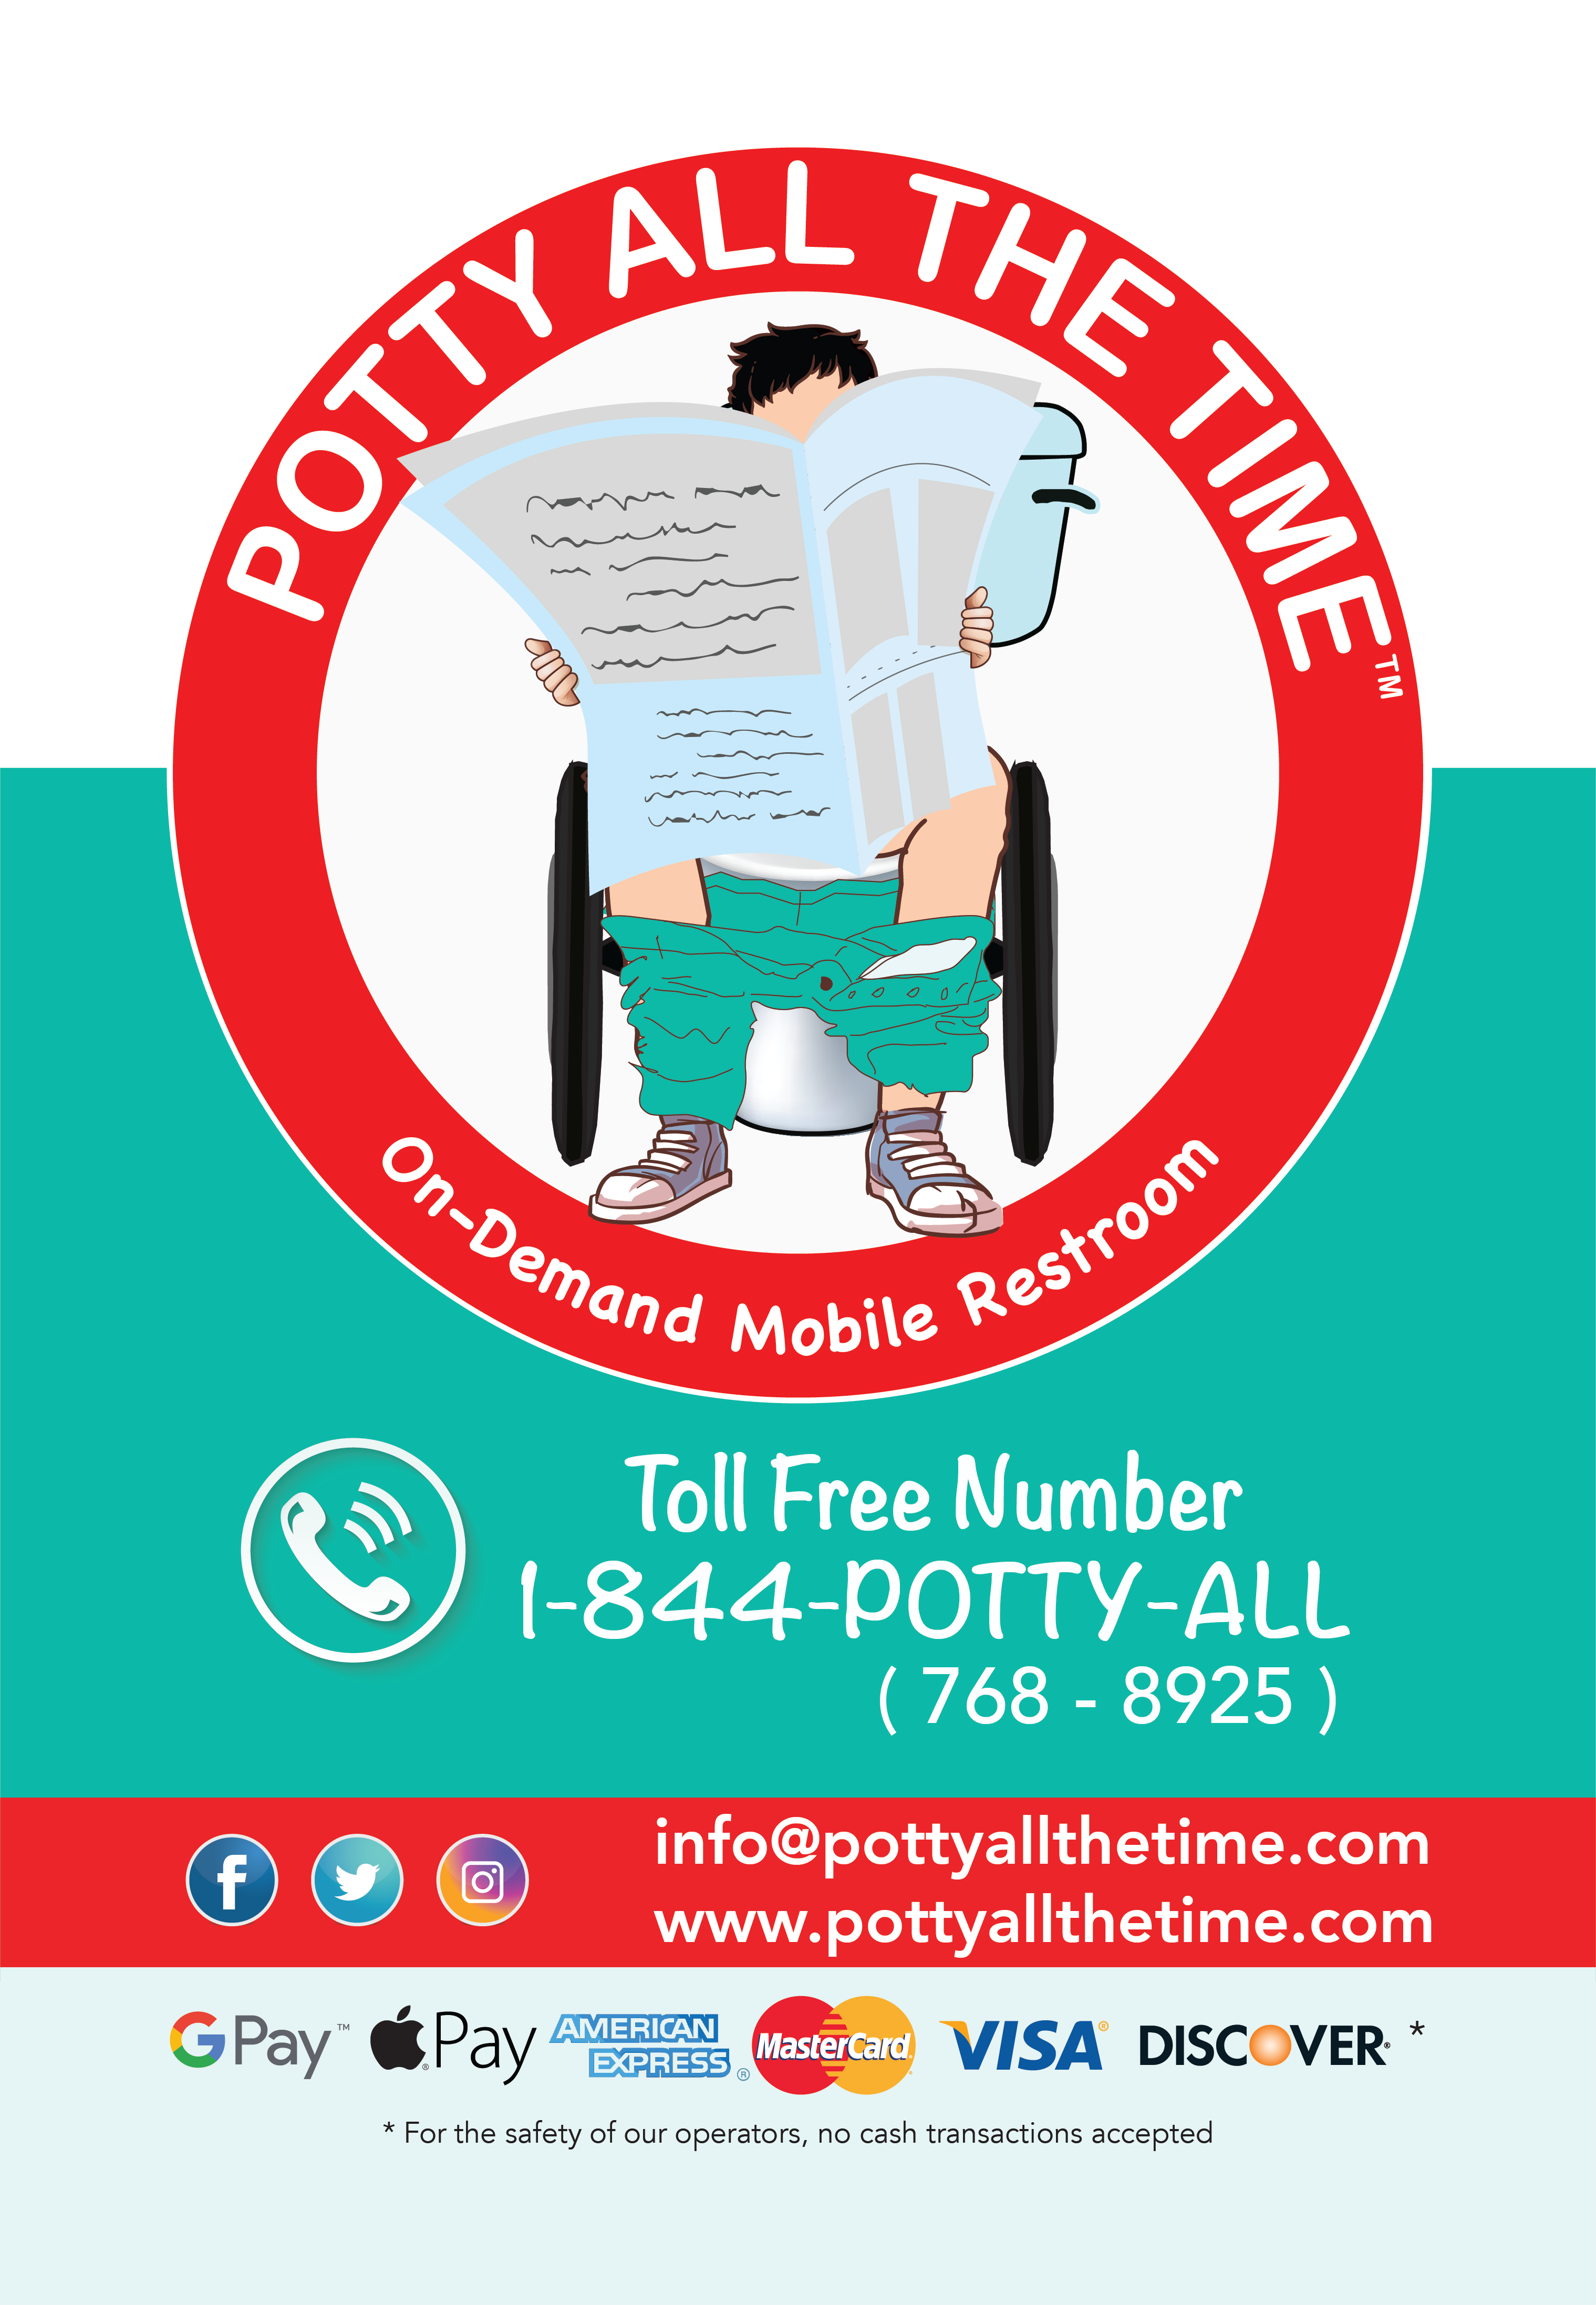 POTTY ALL THE TIME™
On-Demand Mobile Restroom
Toll Free Number
1-844-POTTY-ALL
( 768 - 8925 )
info@pottyallthetime.com
www.pottyallthetime.com
G Pay™ Pay® AMERICAN EXPRESS® MasterCard® VISA® DISCOVER® *
* For the safety of our operators, no cash transactions accepted